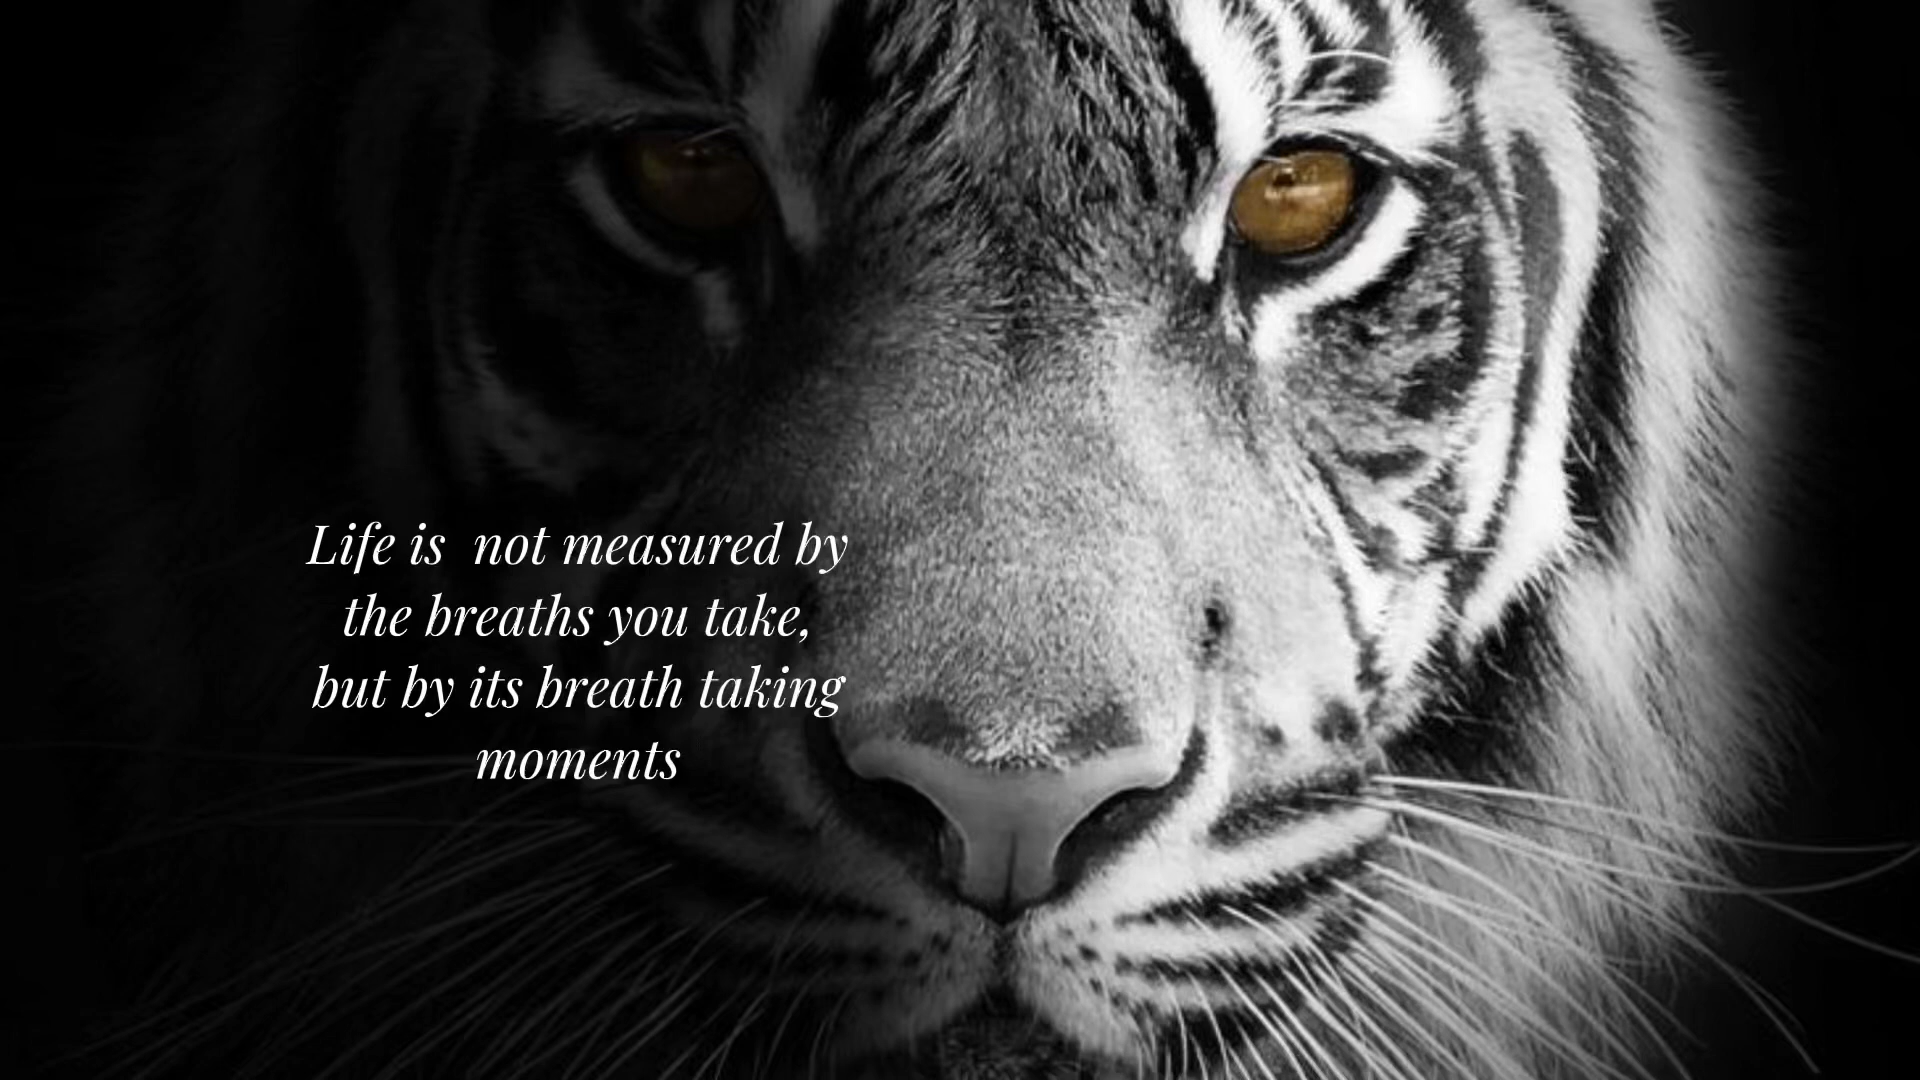 Life is  not measured by
the breaths you take,
but by its breath taking
moments